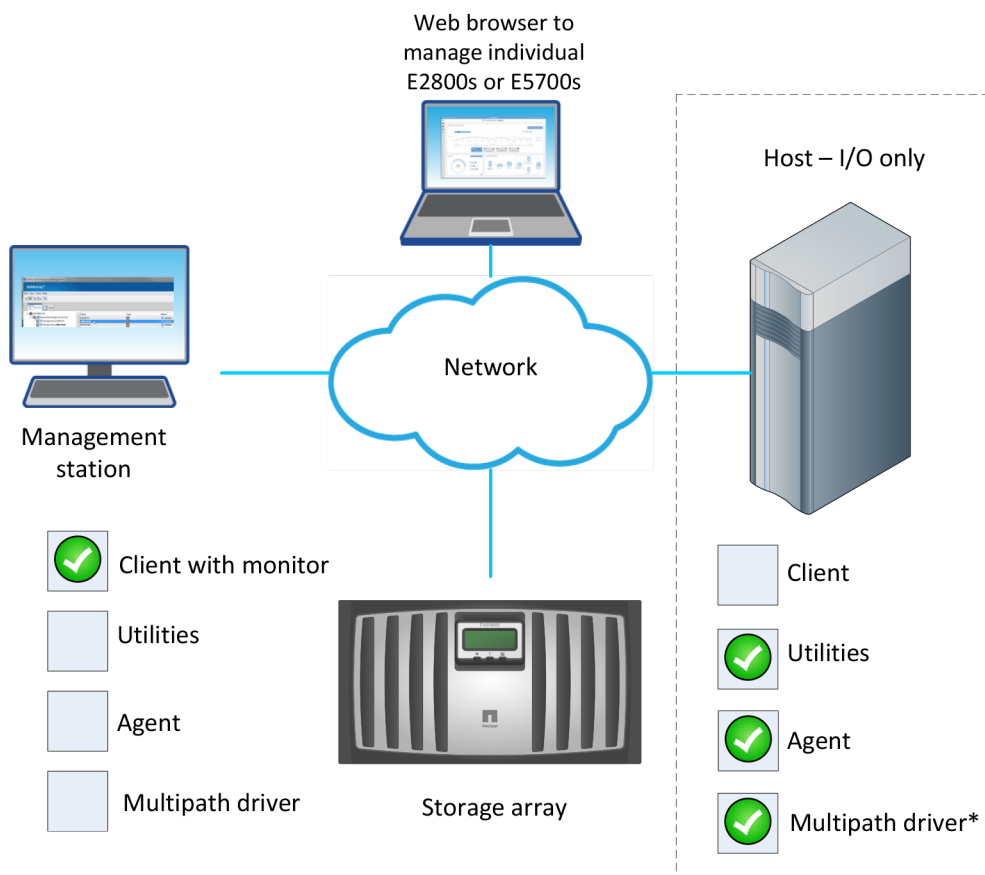 Web browser to
manage individual
E2800s or E5700s
Host – I/O only
Network
Management
station
Client with monitor
Utilities
Agent
Multipath driver
Storage array
NetApp
Client
Utilities
Agent
Multipath driver*